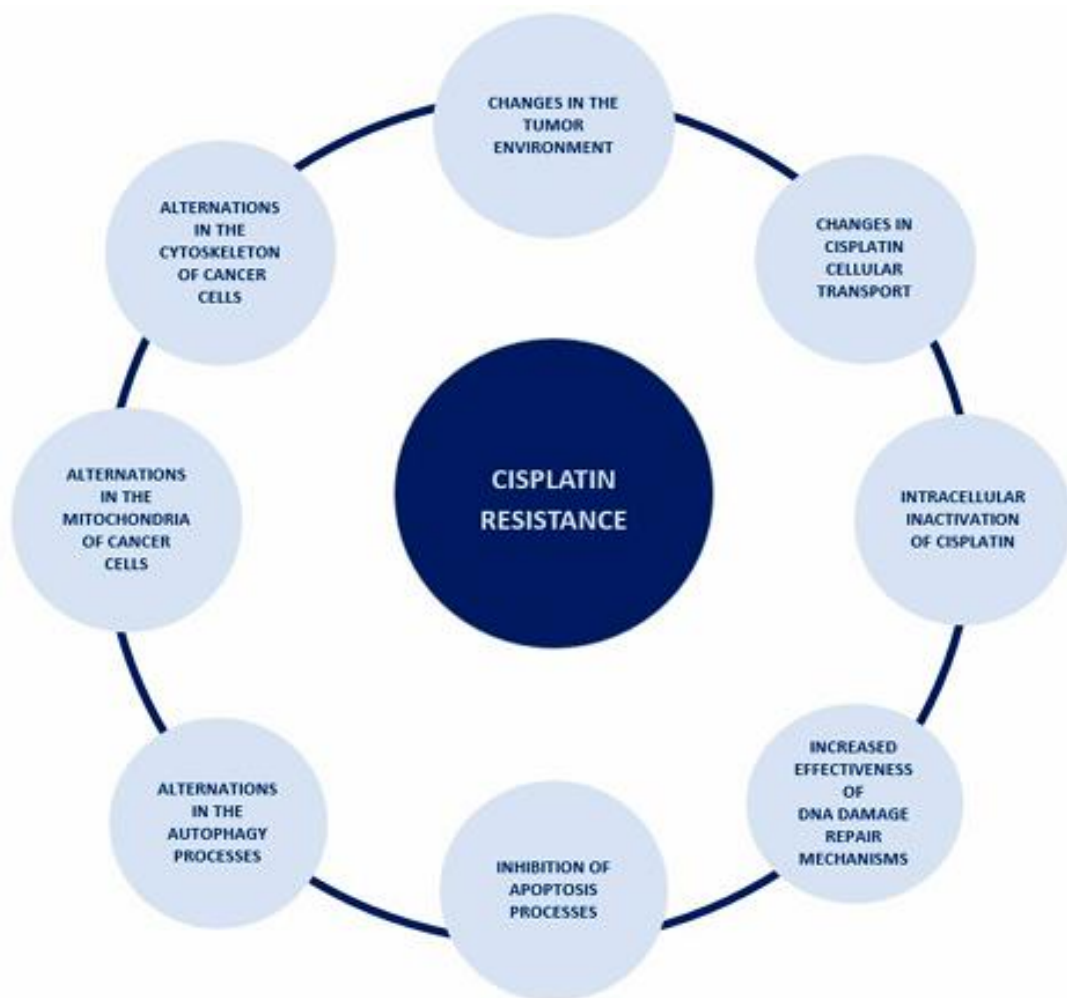 CHANGES IN THE
TUMOR
ENVIRONMENT
CHANGES IN
CISPLATIN
CELLULAR
TRANSPORT
INTRACELLULAR
INACTIVATION
OF CISPLATIN
INCREASED
EFFECTIVENESS
OF
DNA DAMAGE
REPAIR
MECHANISMS
INHIBITION OF
APOPTOSIS
PROCESSES
ALTERNATIONS
IN THE
AUTOPHAGY
PROCESSES
ALTERNATIONS
IN THE
MITOCHONDRIA
OF CANCER
CELLS
ALTERNATIONS
IN THE
CYTOSKELETON
OF CANCER
CELLS
CISPLATIN
RESISTANCE